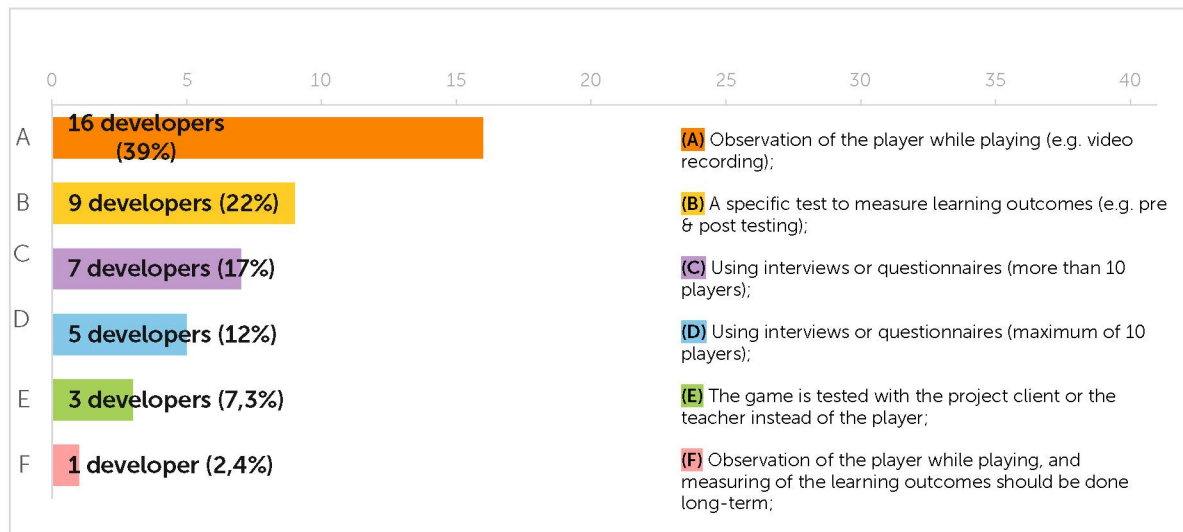 0 5 10 15 20 25 30 35 40
A
16 developers
(39%)
B
9 developers (22%)
C
7 developers (17%)
D
5 developers (12%)
E
3 developers (7,3%)
F
1 developer (2,4%)
(A) Observation of the player while playing (e.g. video
recording);
(B) A specific test to measure learning outcomes (e.g. pre
& post testing);
(C) Using interviews or questionnaires (more than 10
players);
(D) Using interviews or questionnaires (maximum of 10
players);
(E) The game is tested with the project client or the
teacher instead of the player;
(F) Observation of the player while playing, and
measuring of the learning outcomes should be done
long-term;